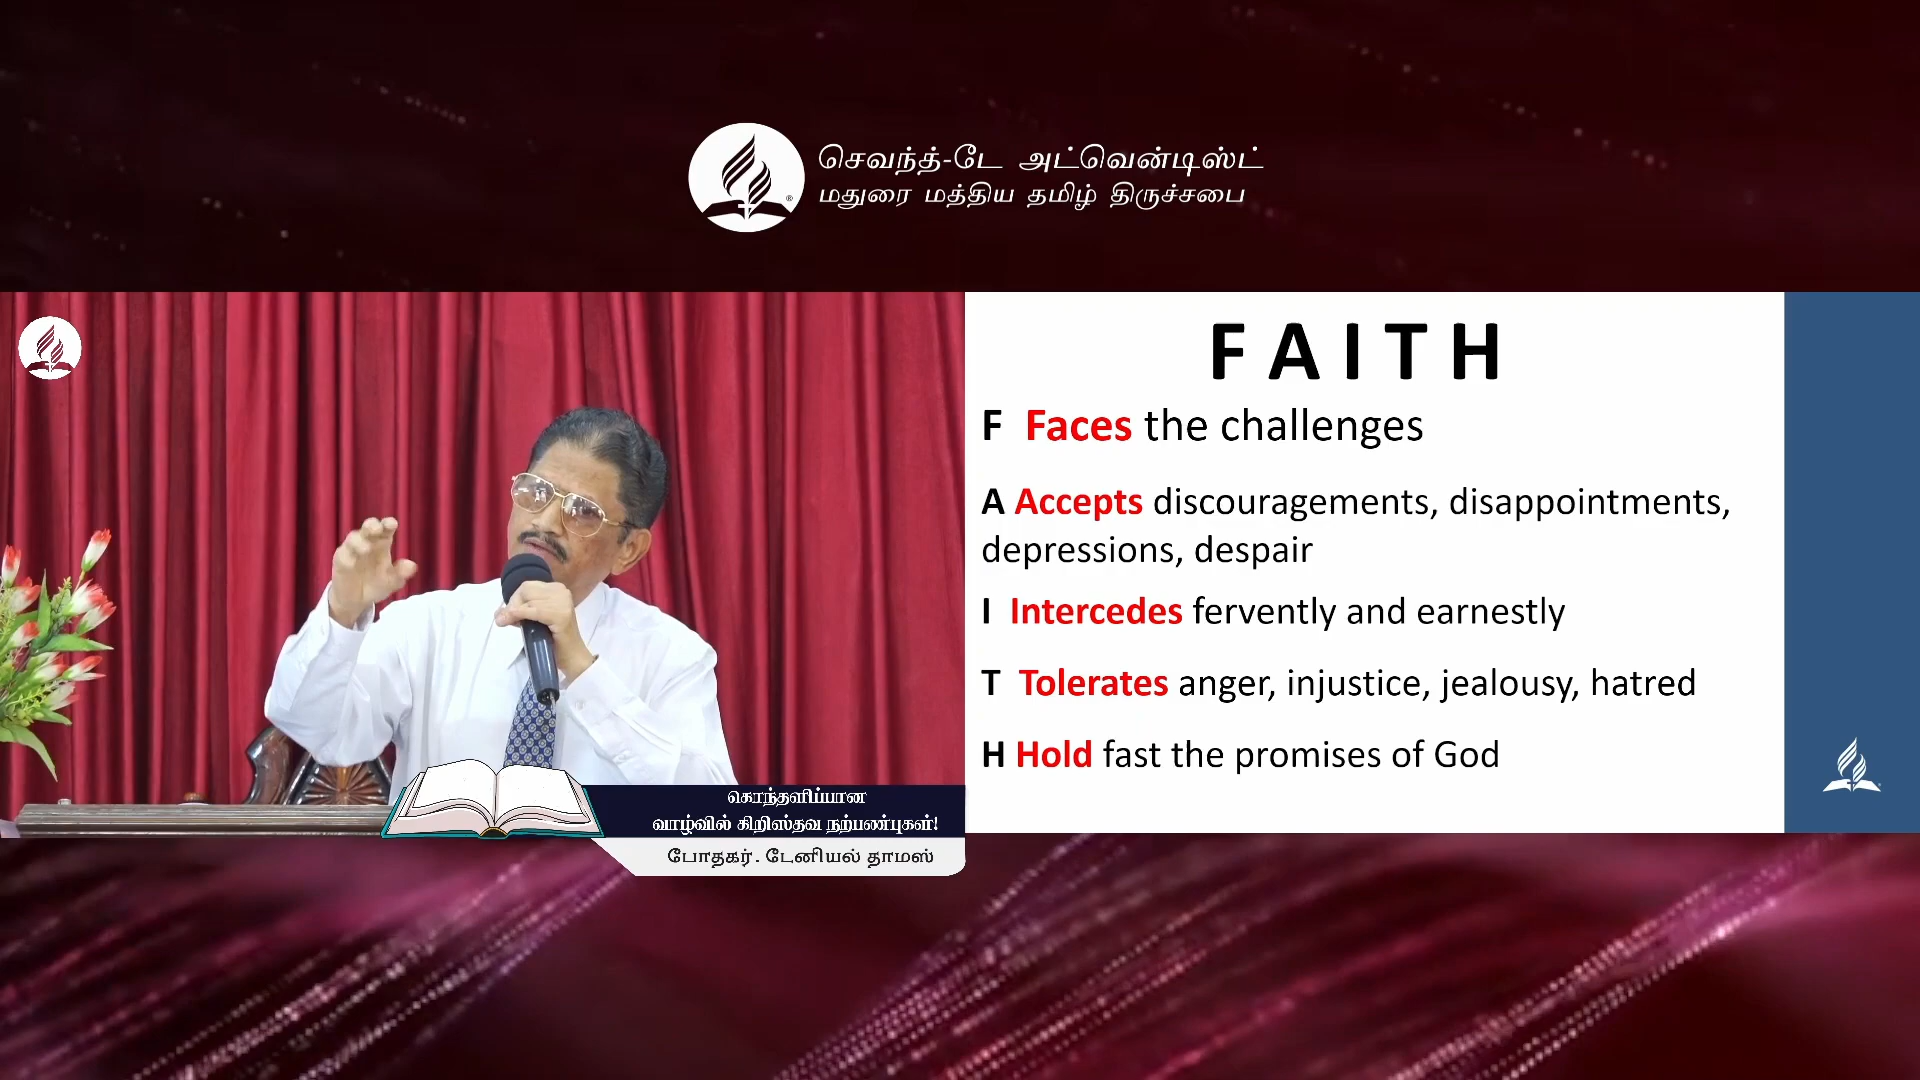 செவந்த்-டே அட்வென்டிஸ்ட்
மதுரை மத்திய தமிழ் திருச்சபை
F A I T H
F Faces the challenges
A Accepts discouragements, disappointments,
depressions, despair
I Intercedes fervently and earnestly
T Tolerates anger, injustice, jealousy, hatred
H Hold fast the promises of God
கொந்தளிப்பான
வாழ்வில் கிறிஸ்தவ நற்பண்புகள்!
போதகர். டேனியல் தாமஸ்